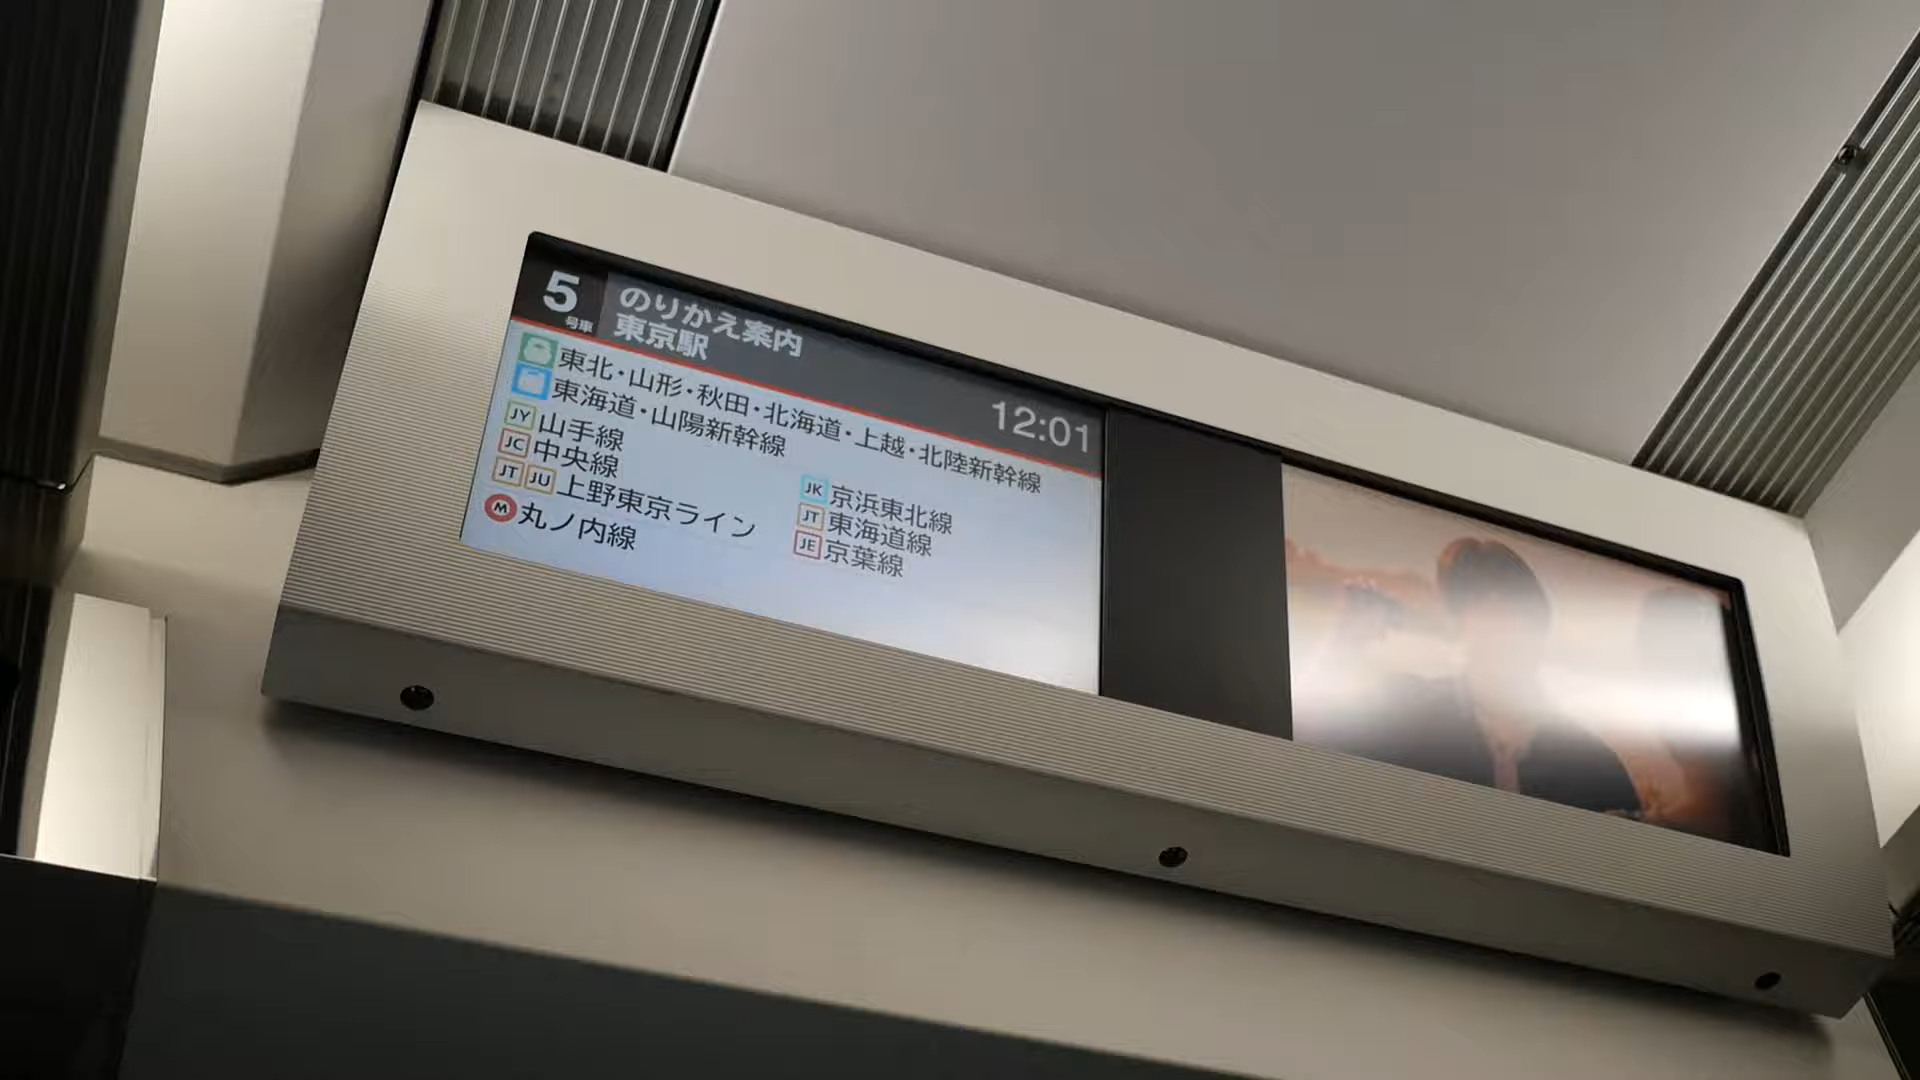 5号車
のりかえ案内
東京駅
12:01
東北・山形・秋田・北海道・上越・北陸新幹線
東海道・山陽新幹線
JY 山手線
JC 中央線
JT JU 上野東京ライン
M 丸ノ内線
JK 京浜東北線
JT 東海道線
JE 京葉線